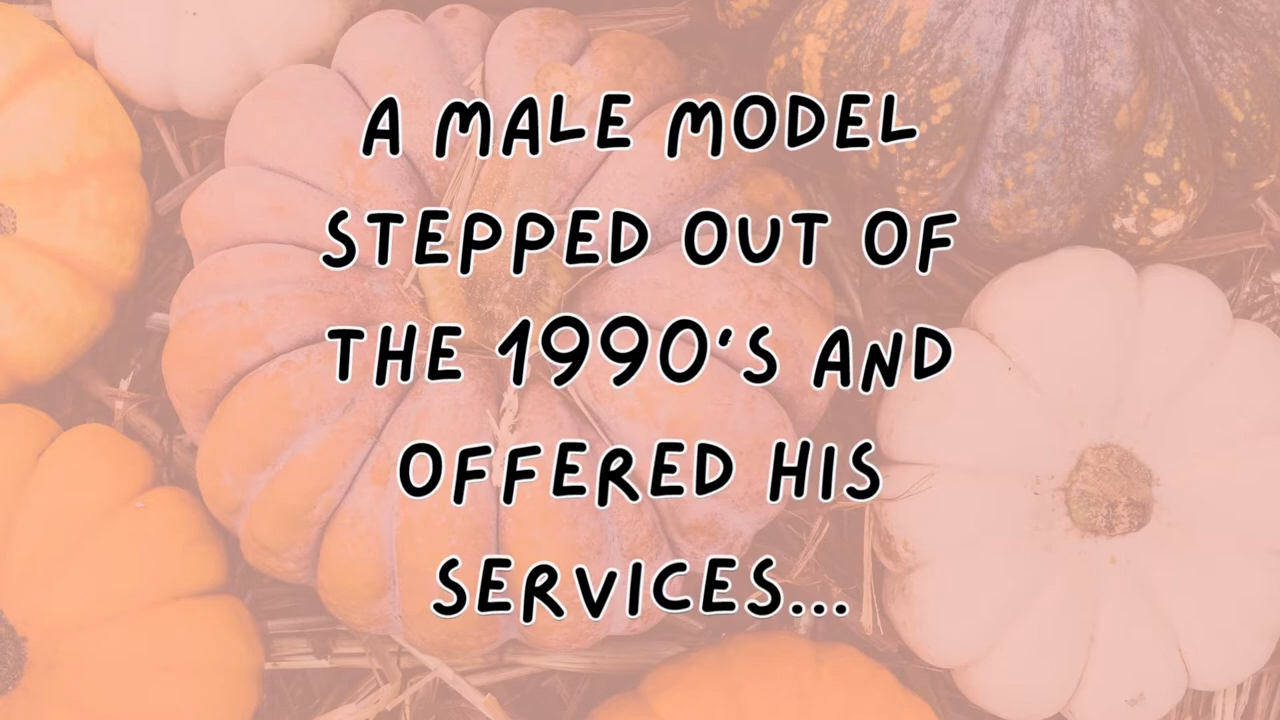 A MALE MODEL
STEPPED OUT OF
THE 1990'S AND
OFFERED HIS
SERVICES...